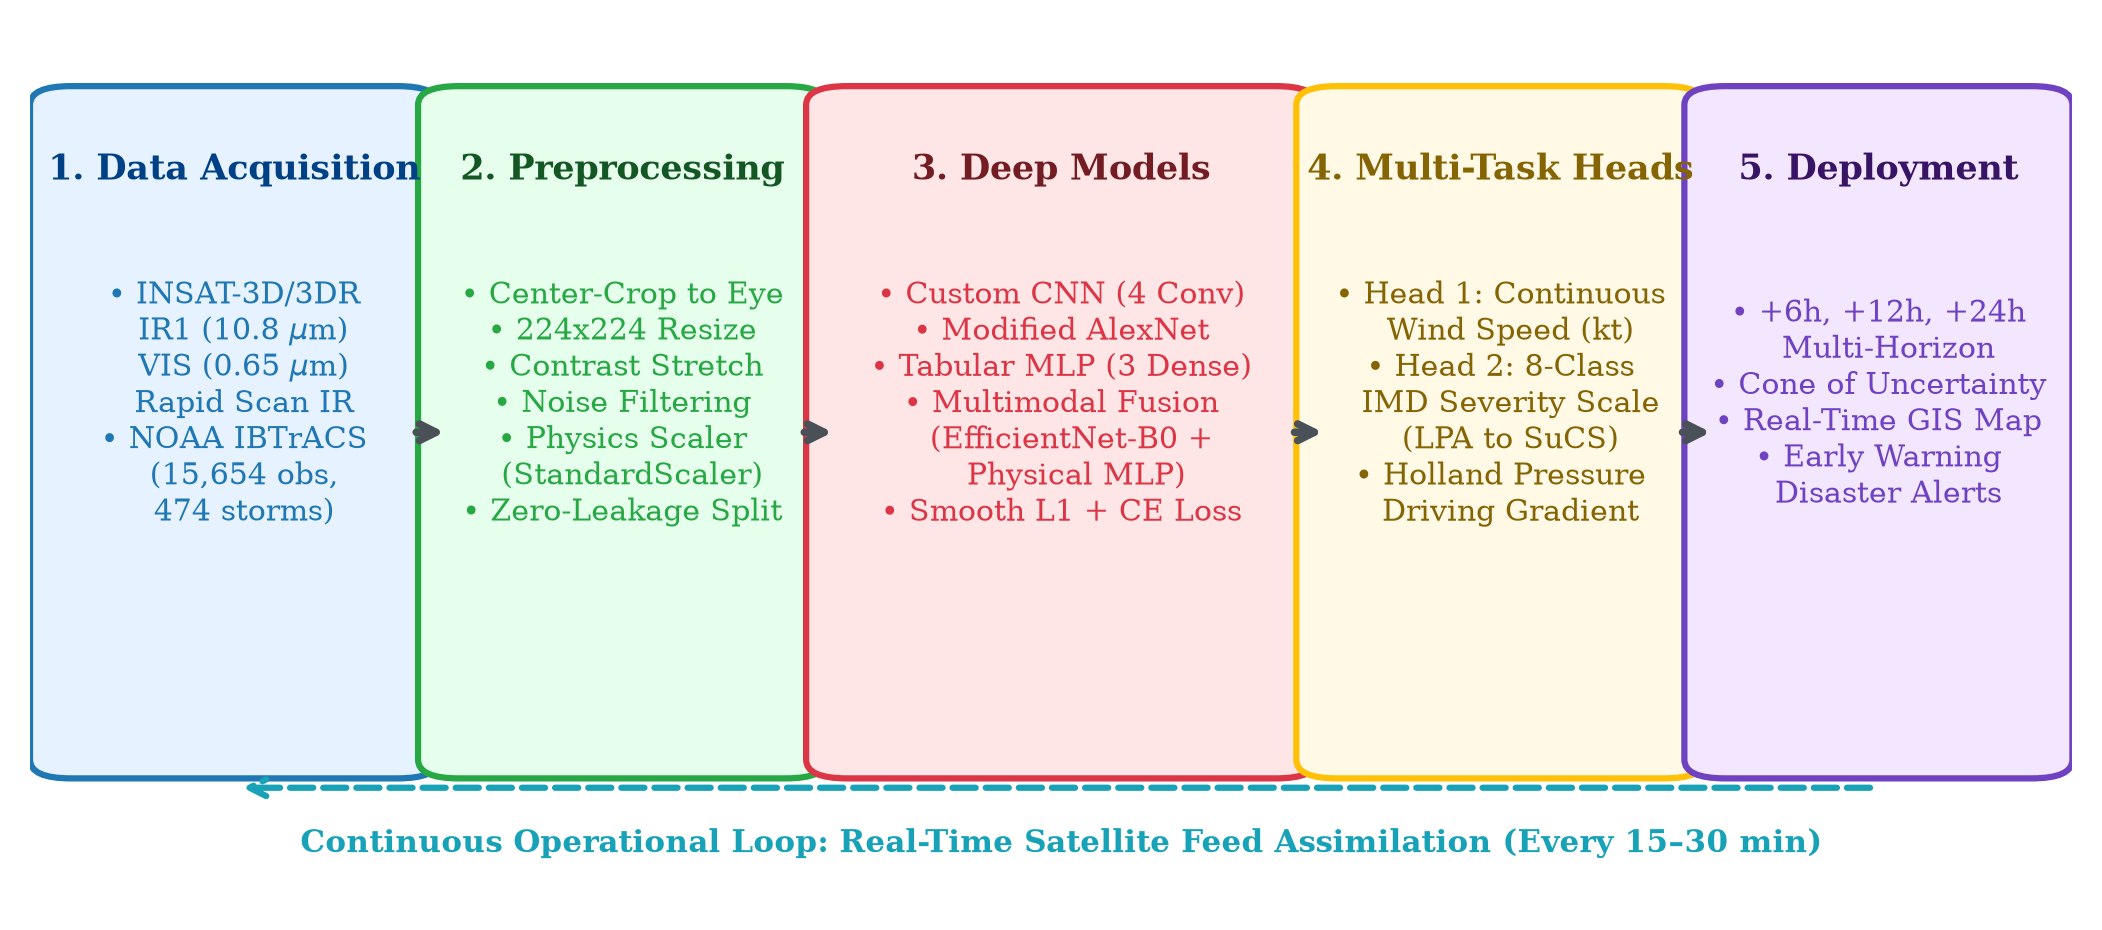 1. Data Acquisition
• INSAT-3D/3DR
IR1 (10.8 μm)
VIS (0.65 μm)
Rapid Scan IR
• NOAA IBTrACS
(15,654 obs,
474 storms)
2. Preprocessing
• Center-Crop to Eye
• 224x224 Resize
• Contrast Stretch
• Noise Filtering
• Physics Scaler
(StandardScaler)
• Zero-Leakage Split
3. Deep Models
• Custom CNN (4 Conv)
• Modified AlexNet
• Tabular MLP (3 Dense)
• Multimodal Fusion
(EfficientNet-B0 +
Physical MLP)
• Smooth L1 + CE Loss
4. Multi-Task Heads
• Head 1: Continuous
Wind Speed (kt)
• Head 2: 8-Class
IMD Severity Scale
(LPA to SuCS)
• Holland Pressure
Driving Gradient
5. Deployment
• +6h, +12h, +24h
Multi-Horizon
• Cone of Uncertainty
• Real-Time GIS Map
• Early Warning
Disaster Alerts
Continuous Operational Loop: Real-Time Satellite Feed Assimilation (Every 15–30 min)